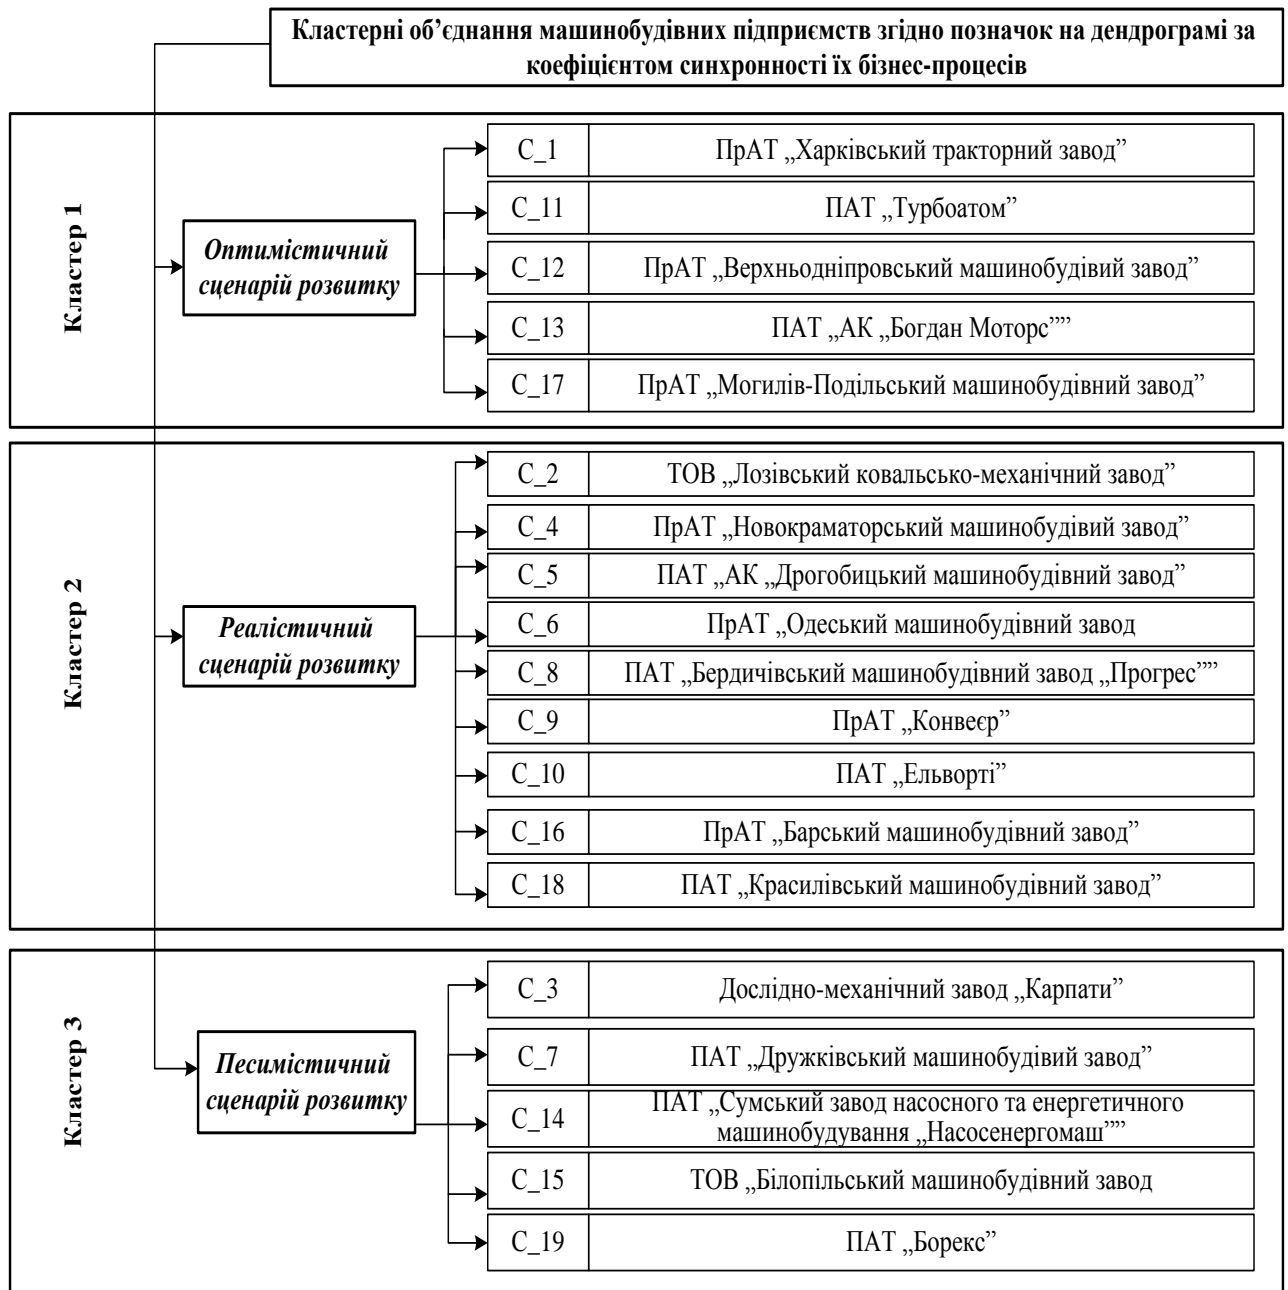 Кластерні об’єднання машинобудівних підприємств згідно позначок на дендрограмі за
коефіцієнтом синхронності їх бізнес-процесів
Кластер 1
Оптимістичний
сценарій розвитку
С_1 ПрАТ „Харківський тракторний завод”
С_11 ПАТ „Турбоатом”
С_12 ПрАТ „Верхньодніпровський машинобудівий завод”
С_13 ПАТ „АК „Богдан Моторс””
С_17 ПрАТ „Могилів-Подільський машинобудівний завод”
Кластер 2
Реалістичний
сценарій розвитку
С_2 ТОВ „Лозівський ковальсько-механічний завод”
С_4 ПрАТ „Новокраматорський машинобудівий завод”
С_5 ПАТ „АК „Дрогобицький машинобудівний завод”
С_6 ПрАТ „Одеський машинобудівний завод
С_8 ПАТ „Бердичівський машинобудівний завод „Прогрес””
С_9 ПрАТ „Конвеєр”
С_10 ПАТ „Ельворті”
С_16 ПрАТ „Барський машинобудівний завод”
С_18 ПАТ „Красилівський машинобудівний завод”
Кластер 3
Песимістичний
сценарій розвитку
С_3 Дослідно-механічний завод „Карпати”
С_7 ПАТ „Дружківський машинобудівий завод”
С_14 ПАТ „Сумський завод насосного та енергетичного
машинобудування „Насосенергомаш””
С_15 ТОВ „Білопільський машинобудівний завод
С_19 ПАТ „Борекс”